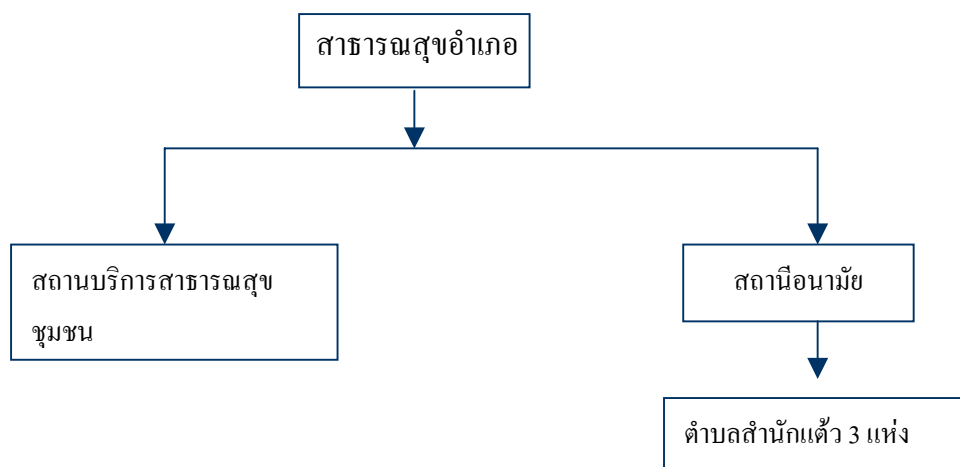 สาธารณสุขอำเภอ
สถานบริการสาธารณสุข
ชุมชน
สถานีอนามัย
ตำบลสำนักแต้ว 3 แห่ง